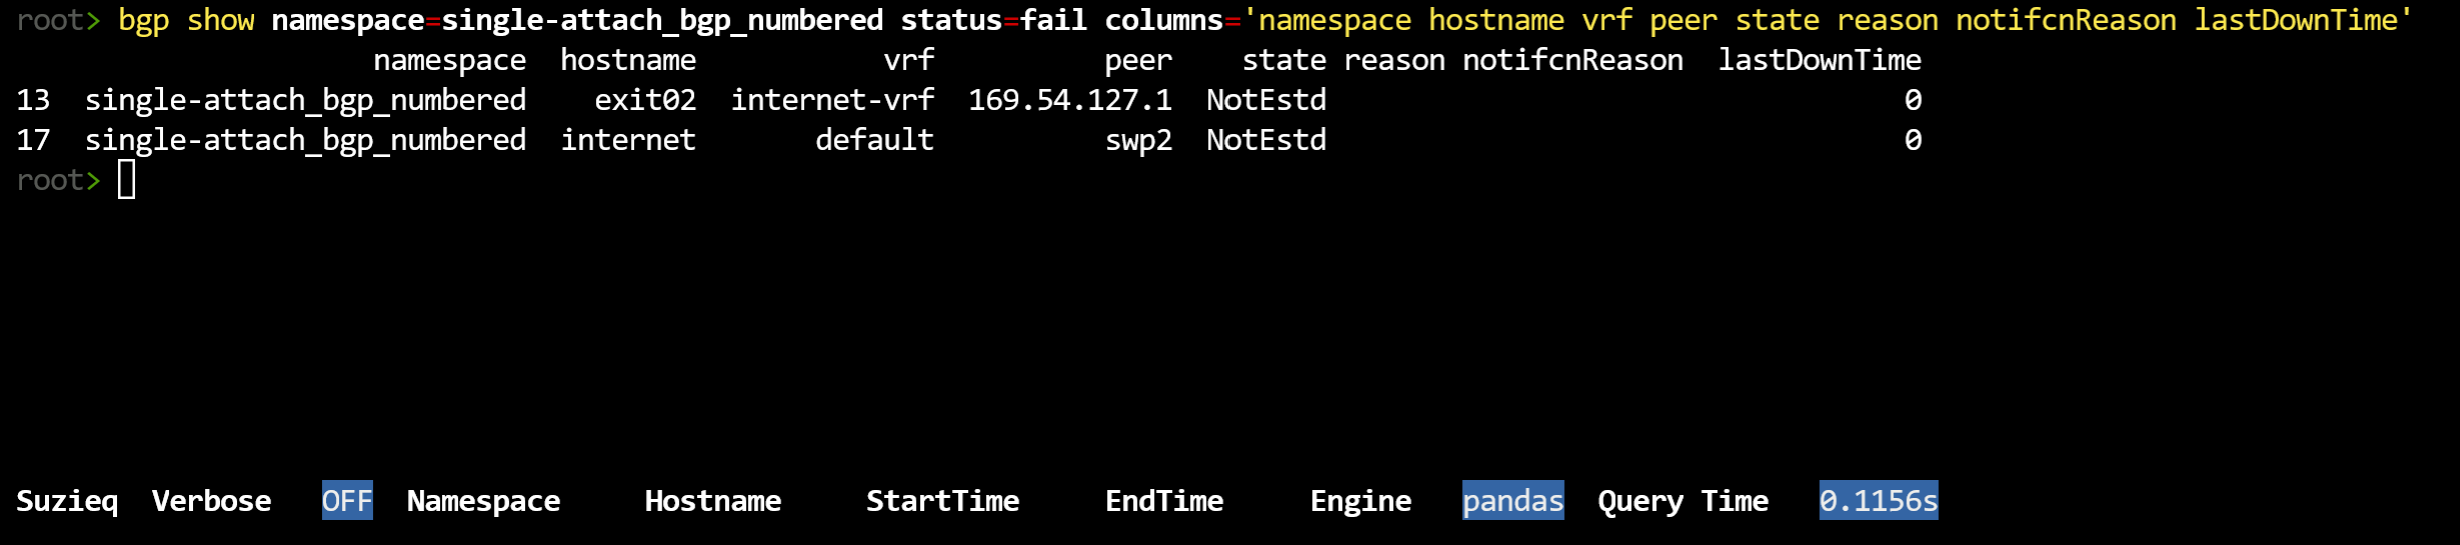 root> bgp show namespace=single-attach_bgp_numbered status=fail columns='namespace hostname vrf peer state reason notifcnReason lastDownTime'
namespace hostname vrf peer state reason notifcnReason lastDownTime
13 single-attach_bgp_numbered exit02 internet-vrf 169.54.127.1 NotEstd 0
17 single-attach_bgp_numbered internet default swp2 NotEstd 0
root>
Suzieq Verbose OFF Namespace Hostname StartTime EndTime Engine pandas Query Time 0.1156s